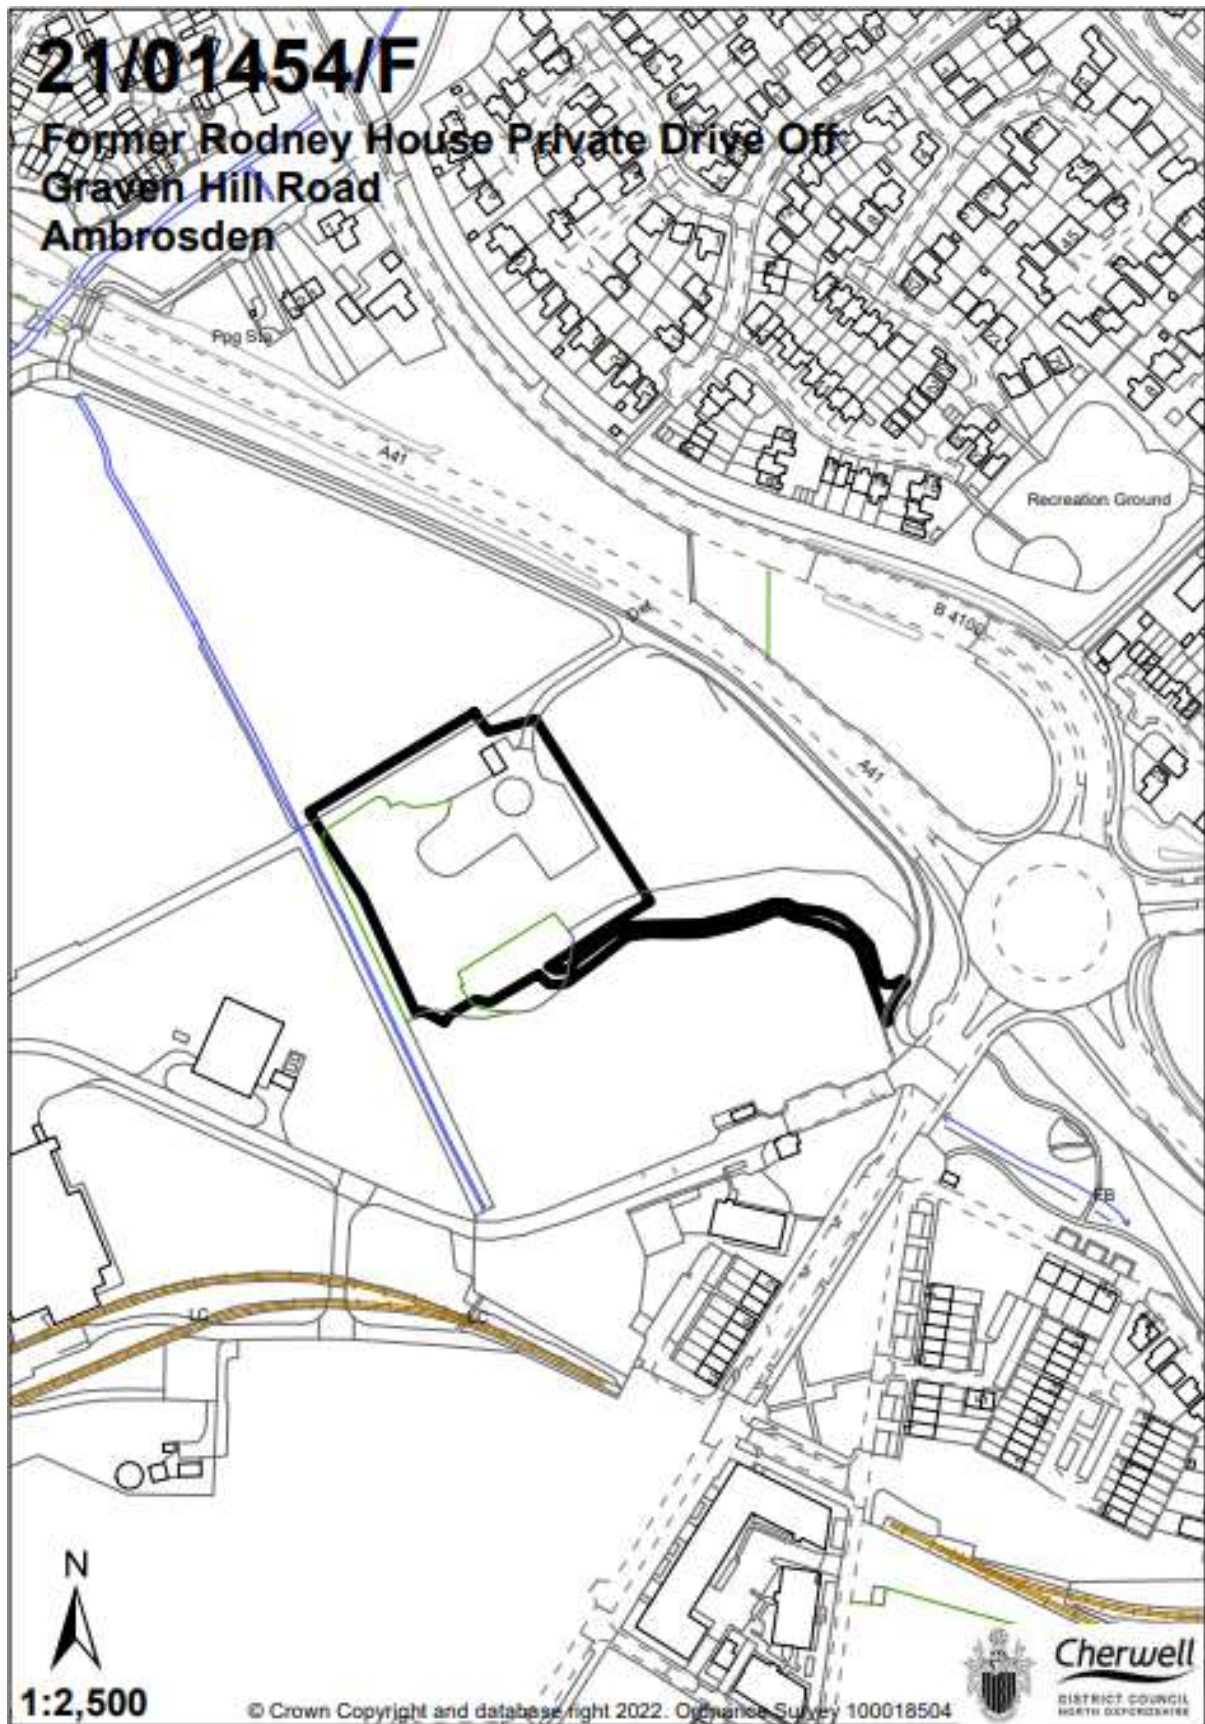 21/01454/F
Former Rodney House Private Drive Off
Graven Hill Road
Ambrosden
Ppg Sta
A41
Recreation Ground
Def
A41
FB
LC
LC
N
1:2,500
© Crown Copyright and database right 2022. Ordnance Survey 100018504
Cherwell
DISTRICT COUNCIL
NORTH OXFORDSHIRE